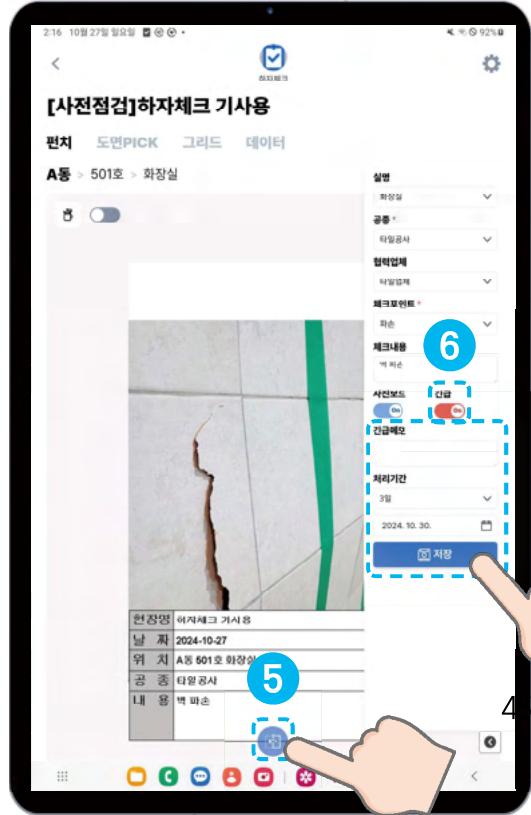 2:16 10월 27일 일요일
92%
하자체크
[사전점검]하자체크 기사용
펀치 도면PICK 그리드 데이터
A동 > 501호 > 화장실
실명
화장실
공종 *
타일공사
협력업체
타일업체
체크포인트 *
파손
체크내용
벽 파손
6
사진보드 긴급
On On
긴급메모
처리기간
3일
2024. 10. 30.
저장
현장명 하자체크 기사용
날 짜 2024-10-27
위 치 A동 501호 화장실
공 종 타일공사
내 용 벽 파손
5
4